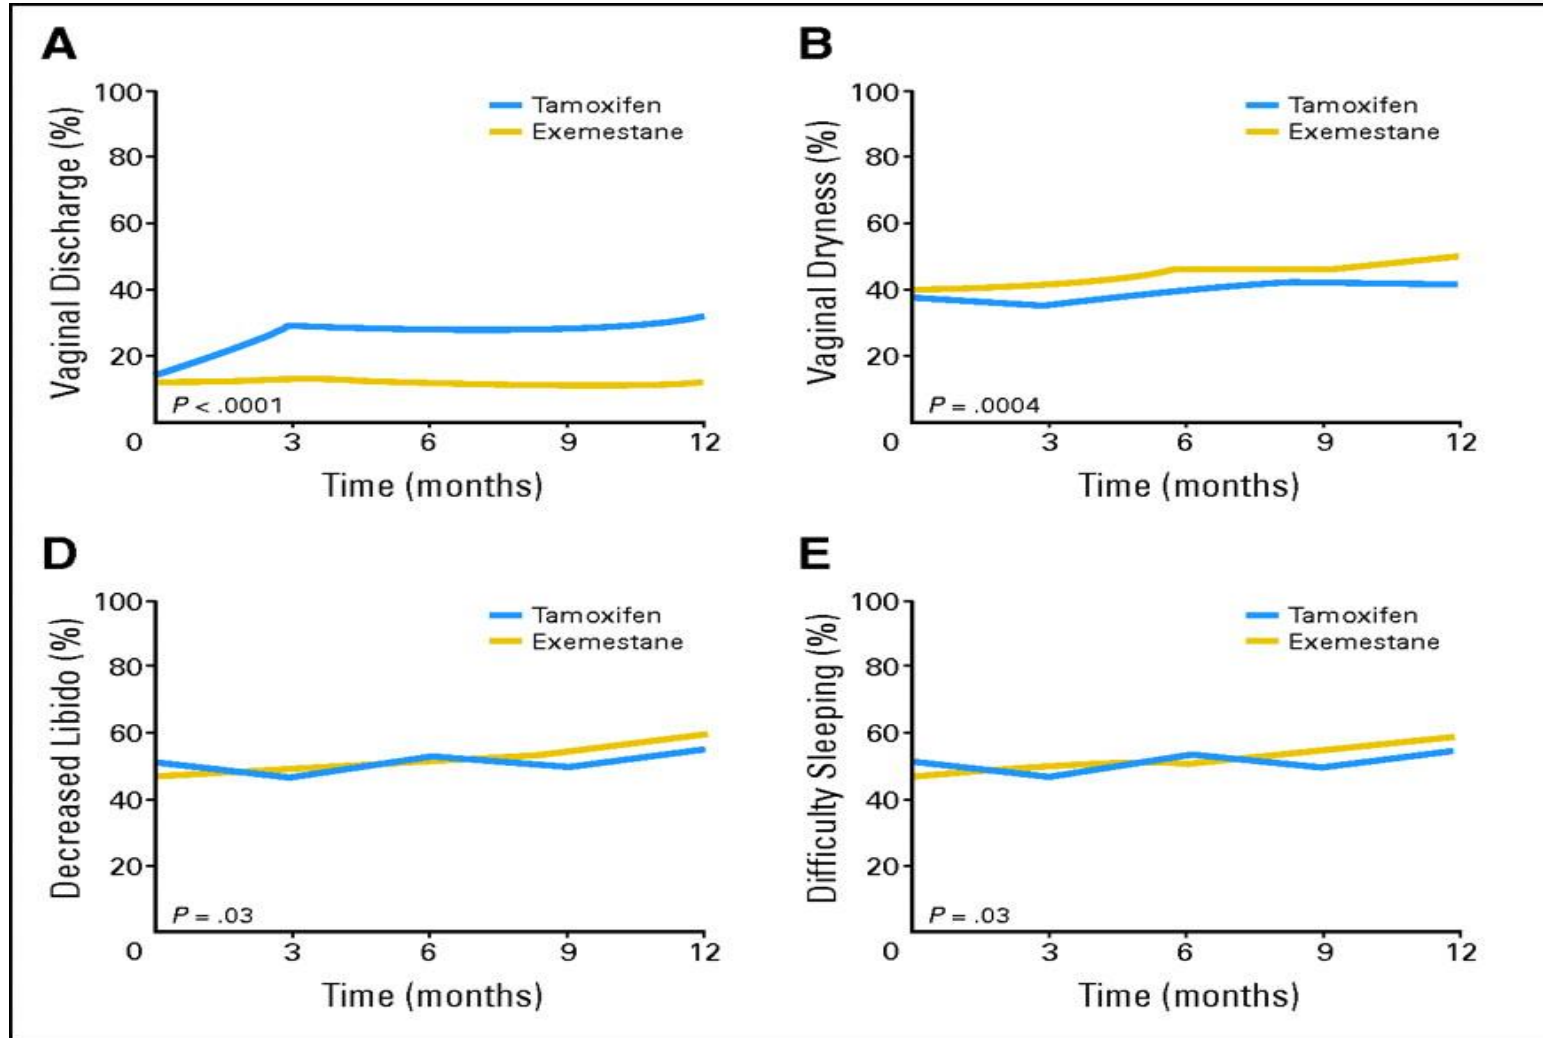 A
Vaginal Discharge (%)
100
80
60
40
20
0
3
6
9
12
Tamoxifen
Exemestane
P < .0001
Time (months)
B
Vaginal Dryness (%)
100
80
60
40
20
0
3
6
9
12
Tamoxifen
Exemestane
P = .0004
Time (months)
D
Decreased Libido (%)
100
80
60
40
20
0
3
6
9
12
Tamoxifen
Exemestane
P = .03
Time (months)
E
Difficulty Sleeping (%)
100
80
60
40
20
0
3
6
9
12
Tamoxifen
Exemestane
P = .03
Time (months)